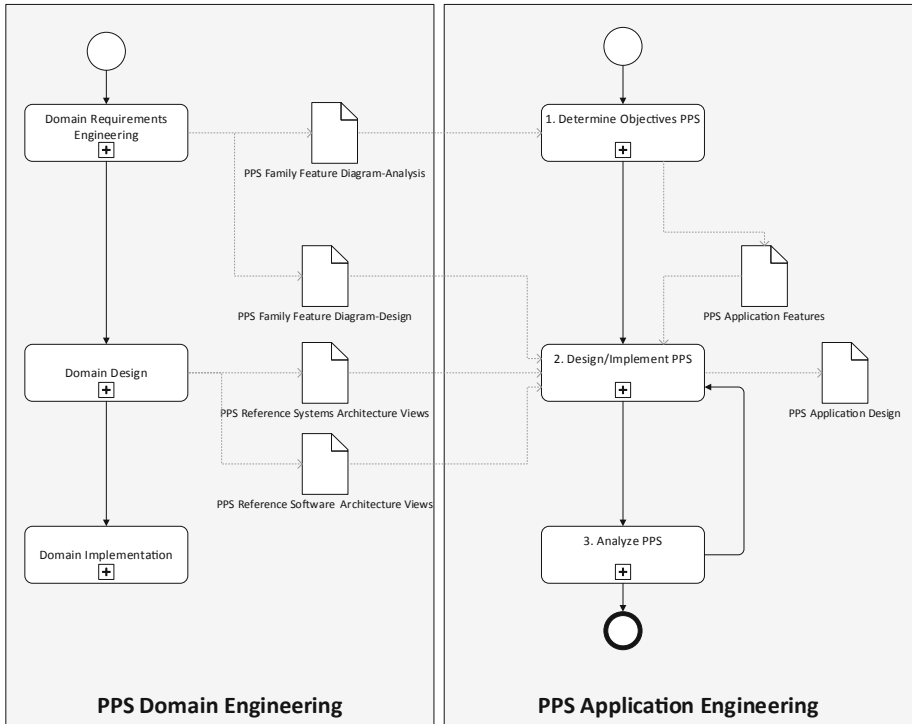 Domain Requirements
Engineering
PPS Family Feature Diagram-Analysis
PPS Family Feature Diagram-Design
Domain Design
PPS Reference Systems Architecture Views
PPS Reference Software Architecture Views
Domain Implementation
PPS Domain Engineering
1. Determine Objectives PPS
PPS Application Features
2. Design/Implement PPS
PPS Application Design
3. Analyze PPS
PPS Application Engineering